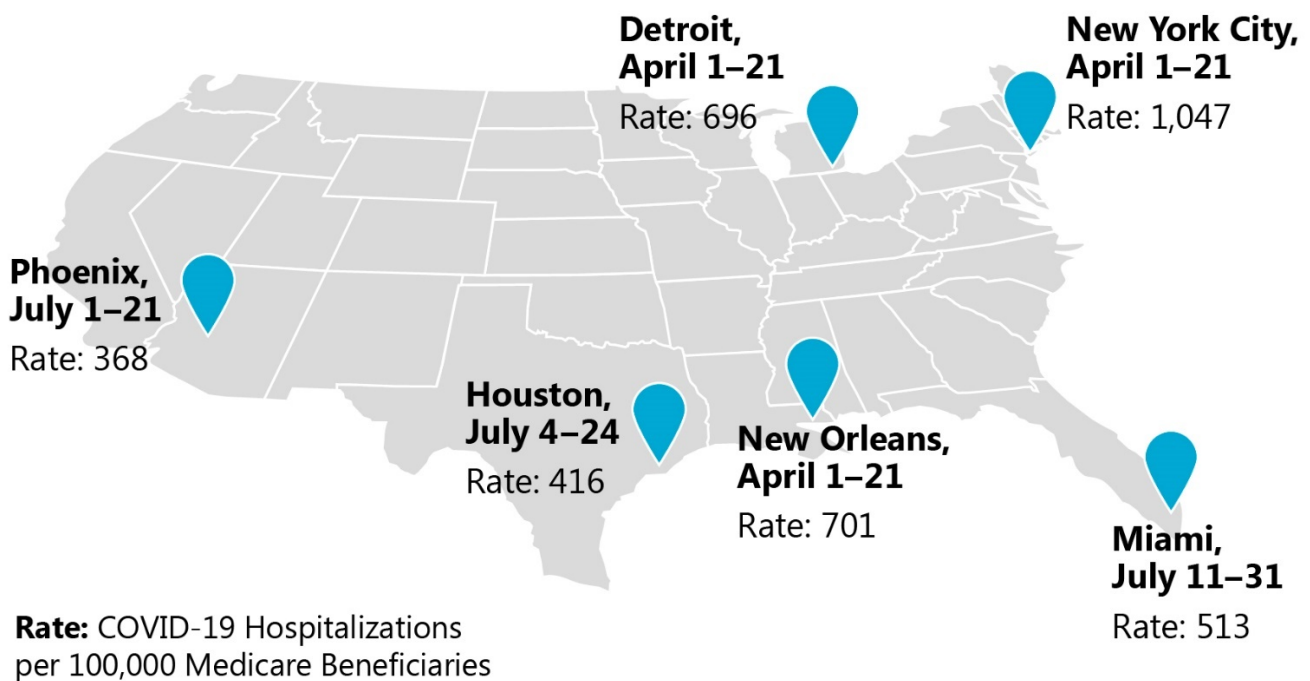 Detroit,
April 1–21
Rate: 696
New York City,
April 1–21
Rate: 1,047
Phoenix,
July 1–21
Rate: 368
Houston,
July 4–24
Rate: 416
New Orleans,
April 1–21
Rate: 701
Miami,
July 11–31
Rate: 513
Rate: COVID-19 Hospitalizations
per 100,000 Medicare Beneficiaries